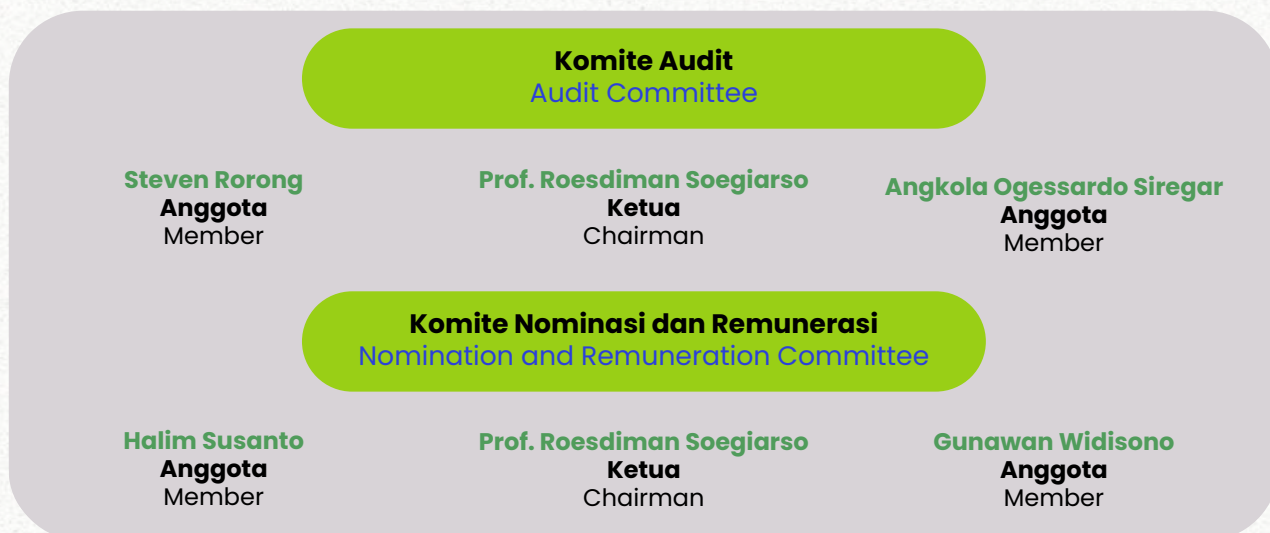 Komite Audit
Audit Committee
Steven Rorong
Anggota
Member
Prof. Roesdiman Soegiarso
Ketua
Chairman
Angkola Ogessardo Siregar
Anggota
Member
Komite Nominasi dan Remunerasi
Nomination and Remuneration Committee
Halim Susanto
Anggota
Member
Prof. Roesdiman Soegiarso
Ketua
Chairman
Gunawan Widisono
Anggota
Member